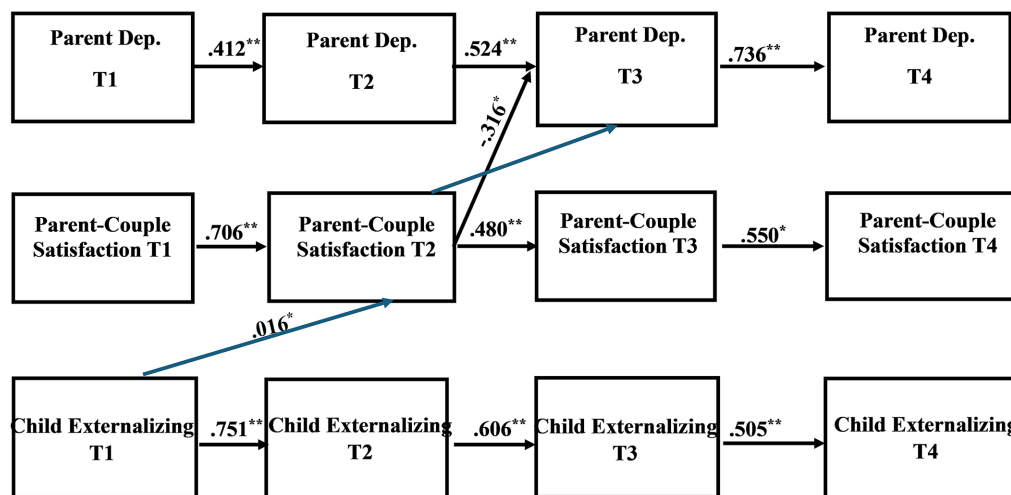 Parent Dep.
T1
.412**
Parent Dep.
T2
.524**
Parent Dep.
T3
.736**
Parent Dep.
T4
-.316*
Parent-Couple
Satisfaction T1
.706**
Parent-Couple
Satisfaction T2
.480**
Parent-Couple
Satisfaction T3
.550*
Parent-Couple
Satisfaction T4
.016*
Child Externalizing
T1
.751**
Child Externalizing
T2
.606**
Child Externalizing
T3
.505**
Child Externalizing
T4